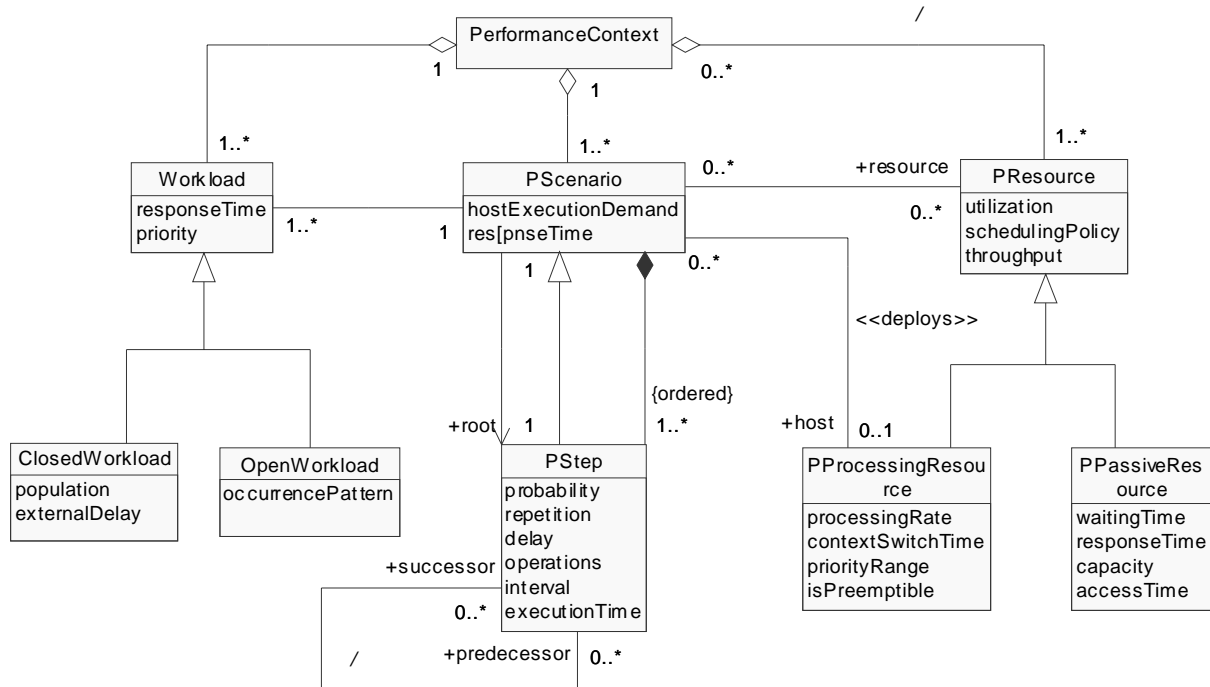 /
PerformanceContext
1
1
0..*
1..*
1..*
1..*
Workload
responseTime
priority
PScenario
hostExecutionDemand
res[pnseTime
PResource
utilization
schedulingPolicy
throughput
0..*
+resource
0..*
1..*
1
1
0..*
<<deploys>>
{ordered}
+root
1
1..*
+host
0..1
ClosedWorkload
population
externalDelay
OpenWorkload
occurrencePattern
PStep
probability
repetition
delay
operations
interval
executionTime
PProcessingResou
rce
processingRate
contextSwitchTime
priorityRange
isPreemptible
PPassiveRes
ource
waitingTime
responseTime
capacity
accessTime
+successor
0..*
/
+predecessor
0..*